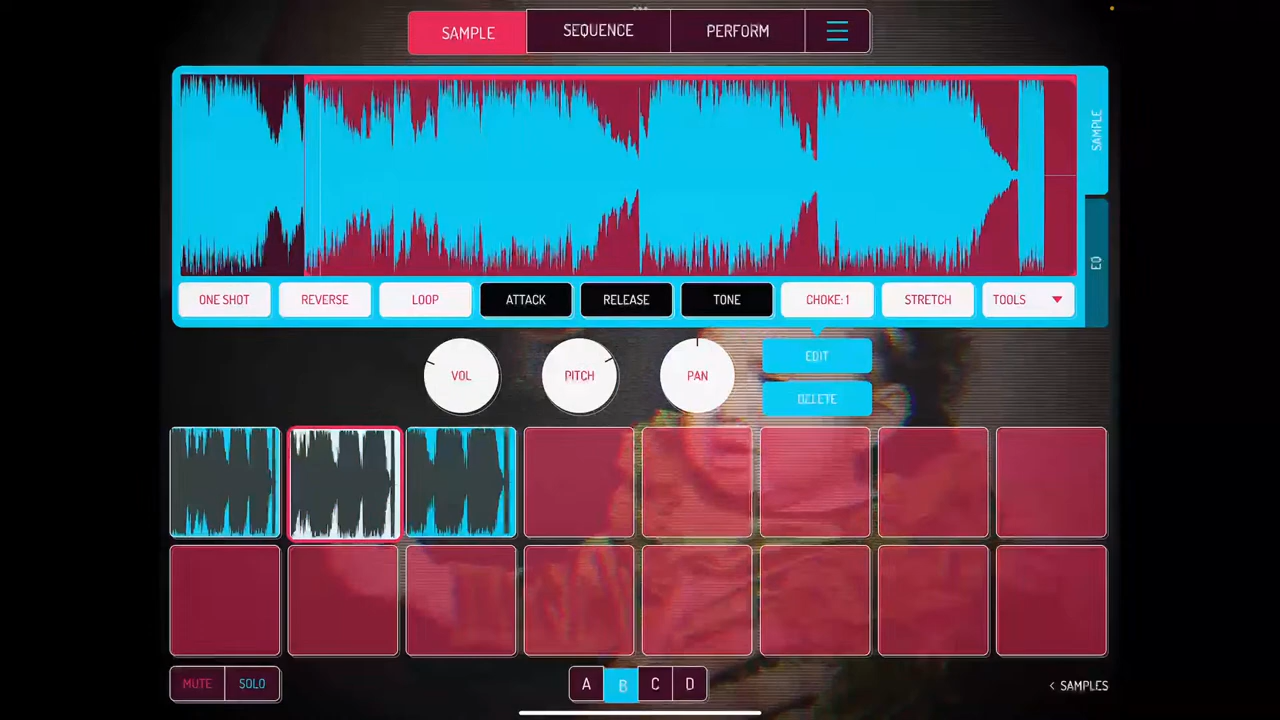 SAMPLE SEQUENCE PERFORM
SAMPLE
EQ
ONE SHOT REVERSE LOOP ATTACK RELEASE TONE CHOKE: 1 STRETCH TOOLS
VOL PITCH PAN
EDIT
DELETE
MUTE SOLO A B C D < SAMPLES